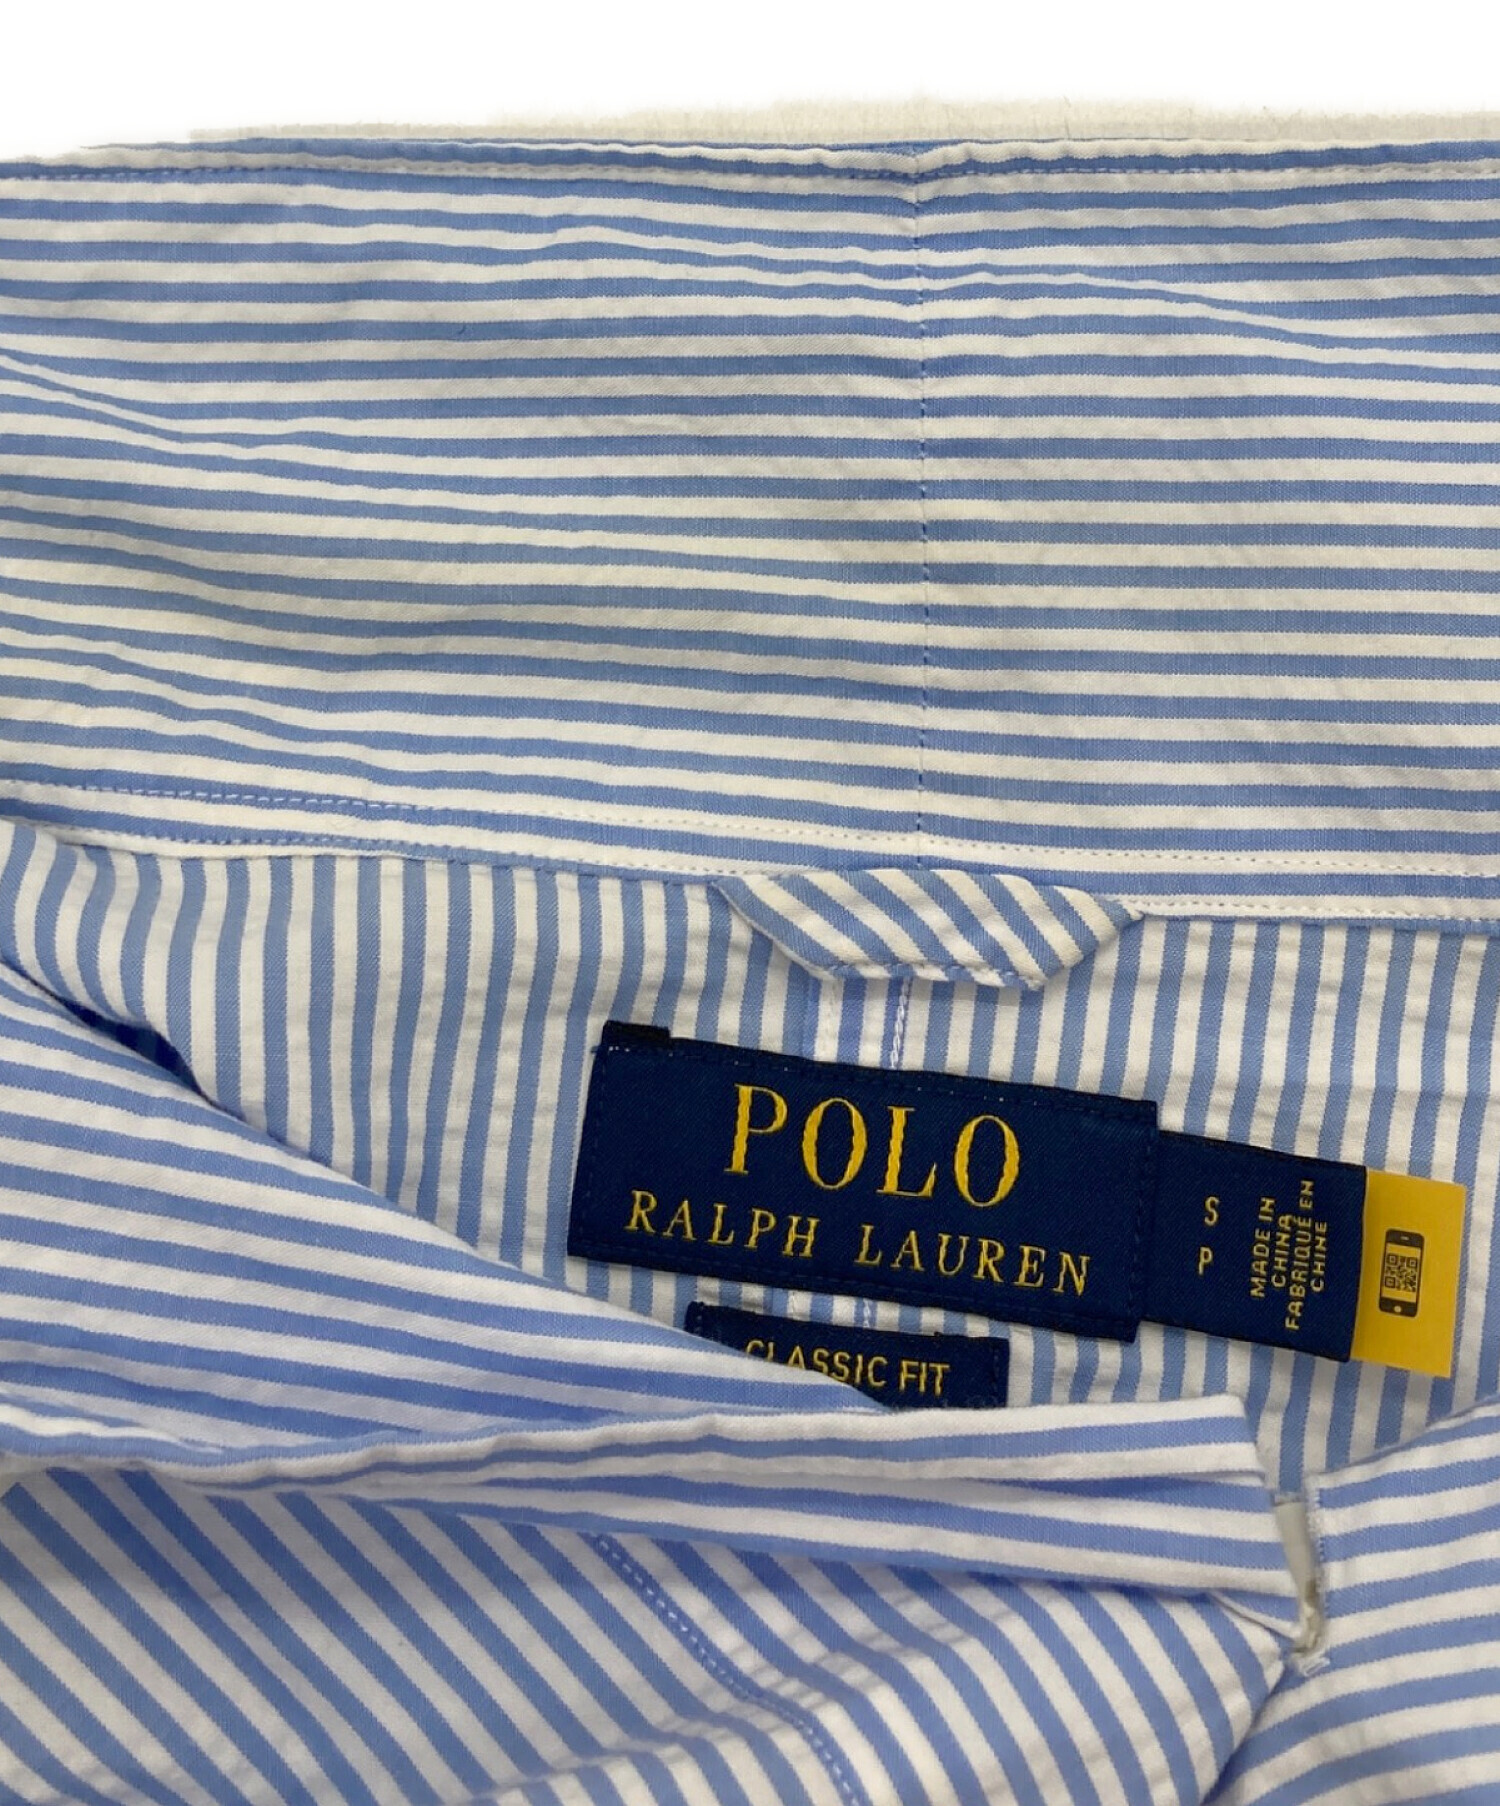 POLO
RALPH LAUREN
S
P
MADE IN
CHINA
FABRIQUÉ EN
CHINE
CLASSIC FIT